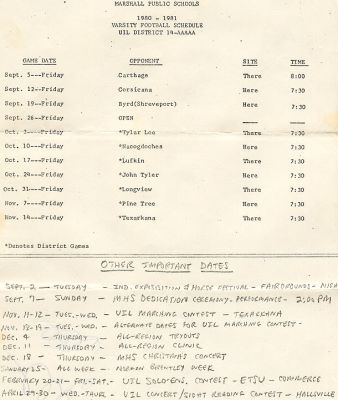 MARSHALL PUBLIC SCHOOLS
1980 - 1981
VARSITY FOOTBALL SCHEDULE
UIL DISTRICT 14-AAAAA
GAME DATE OPPONENT SITE TIME
Sept. 5---Friday Carthage There 8:00
Sept. 12--Friday Corsicana Here 7:30
Sept. 19--Friday Byrd(Shreveport) Here 7:30
Sept. 26--Friday OPEN
Oct. 3----Friday *Tyler Lee There 7:30
Oct. 10---Friday *Nacogdoches Here 7:30
Oct. 17---Friday *Lufkin There 7:30
Oct. 24---Friday *John Tyler Here 7:30
Oct. 31---Friday *Longview There 7:30
Nov. 7----Friday *Pine Tree Here 7:30
Nov. 14---Friday *Texarkana There 7:30
*Denotes District Games
OTHER IMPORTANT DATES
SEPT. 2 - TUESDAY - IND. EXPOSITION & HORSE FESTIVAL - FAIRGROUNDS -
SEPT. 7 - SUNDAY - MHS DEDICATION CEREMONY, PERFORMANCE - 2:00 PM
NOV. 11-12 - TUES.-WED. - UIL MARCHING CONTEST - TEXARKANA
NOV. 18-19 - TUES.-WED. - ALTERNATE DATES FOR UIL MARCHING CONTEST -
DEC. 4 - THURSDAY - ALL-REGION TRYOUTS
DEC. 11 - THURSDAY - ALL-REGION CLINIC
DEC. 18 - THURSDAY - MHS CHRISTMAS CONCERT
ALL WEEK - BENTLEY WEEK
FEBRUARY 20-21 - FRI.-SAT. - UIL SOLO-ENS. CONTEST - ETSU - COMMERCE
APRIL 29-30 - WED.-THUR. - UIL CONCERT/SIGHT READING CONTEST - HALLSVILLE